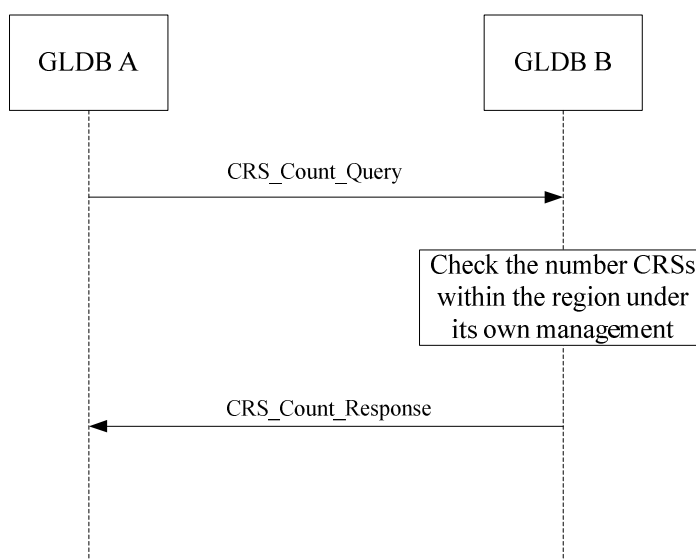 GLDB A
GLDB B
CRS_Count_Query
Check the number CRSs
within the region under
its own management
CRS_Count_Response